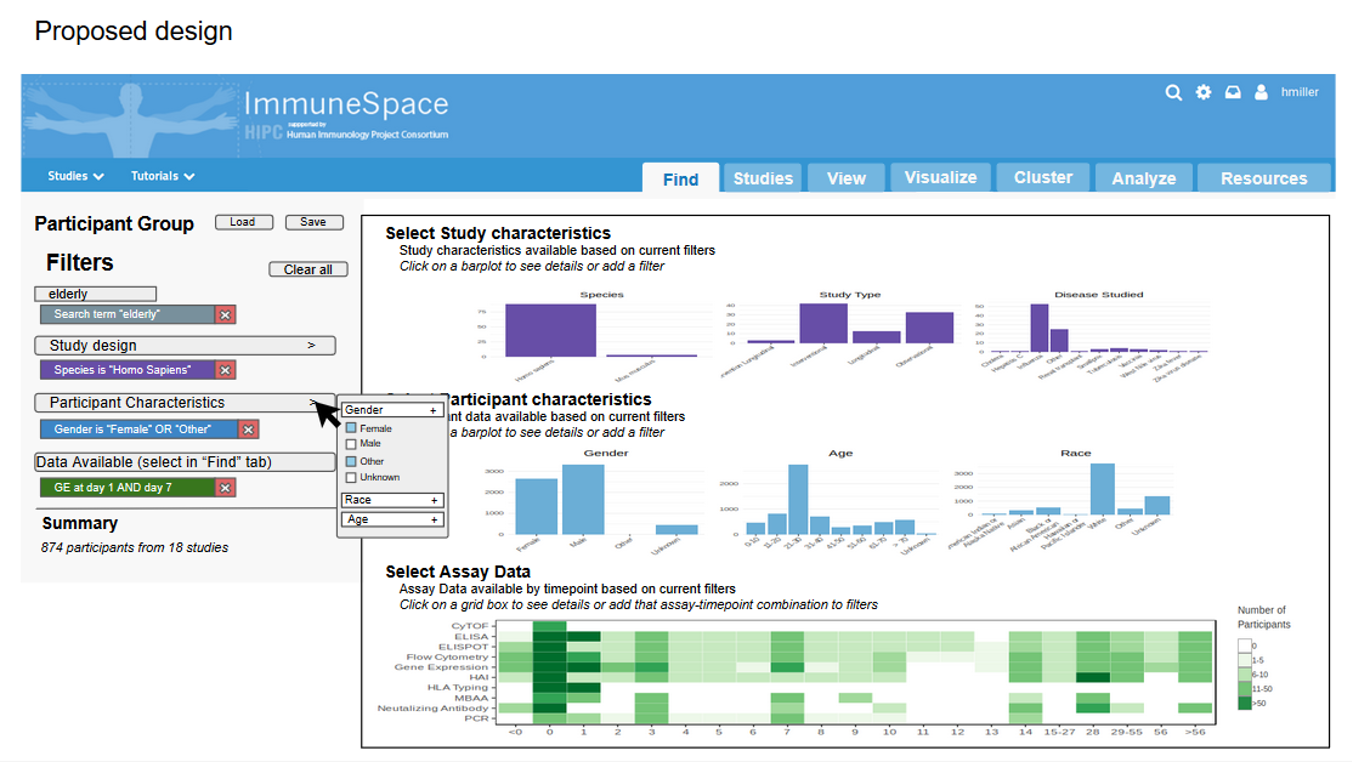 Proposed design
ImmuneSpace
hmiller
HIPC suppported by
Human Immunology Project Consortium
Studies
Tutorials
Find
Studies
View
Visualize
Cluster
Analyze
Resources
Participant Group
Load
Save
Filters
Clear all
elderly
Search term "elderly"
Study design >
Species is "Homo Sapiens"
Participant Characteristics >
Gender is "Female" OR "Other"
Data Available (select in “Find” tab)
GE at day 1 AND day 7
Summary
874 participants from 18 studies
Gender +
Female
Male
Other
Unknown
Race +
Age +
Select Study characteristics
Study characteristics available based on current filters
Click on a barplot to see details or add a filter
Species
75
50
25
0
Homo sapiens
Mus musculus
Study Type
40
30
20
10
0
Interventional
Longitudinal
Observational
Disease Studied
50
40
30
20
10
0
Cholera
Hepatitis C
Influenza
Other
Renal transplant
Smallpox
Tuberculosis
Vaccinia
West Nile virus
Zika fever
Zika virus disease
Participant characteristics
nt data available based on current filters
a barplot to see details or add a filter
Gender
3000
2000
1000
0
Female
Male
Other
Unknown
Age
2000
1000
0
0-10
11-20
21-30
31-40
41-50
51-60
61-70
> 70
Unknown
Race
3000
2000
1000
0
American Indian or
Alaska Native
Asian
Black or
African American
Hawaiian or
Pacific Islander
White
Other
Unknown
Select Assay Data
Assay Data available by timepoint based on current filters
Click on a grid box to see details or add that assay-timepoint combination to filters
CyTOF
ELISA
ELISPOT
Flow Cytometry
Gene Expression
HAI
HLA Typing
MBAA
Neutalizing Antibody
PCR
<0 0 1 2 3 4 5 6 7 8 9 10 11 12 13 14 15-27 28 29-55 56 >56
Number of
Participants
0
1-5
6-10
11-50
>50